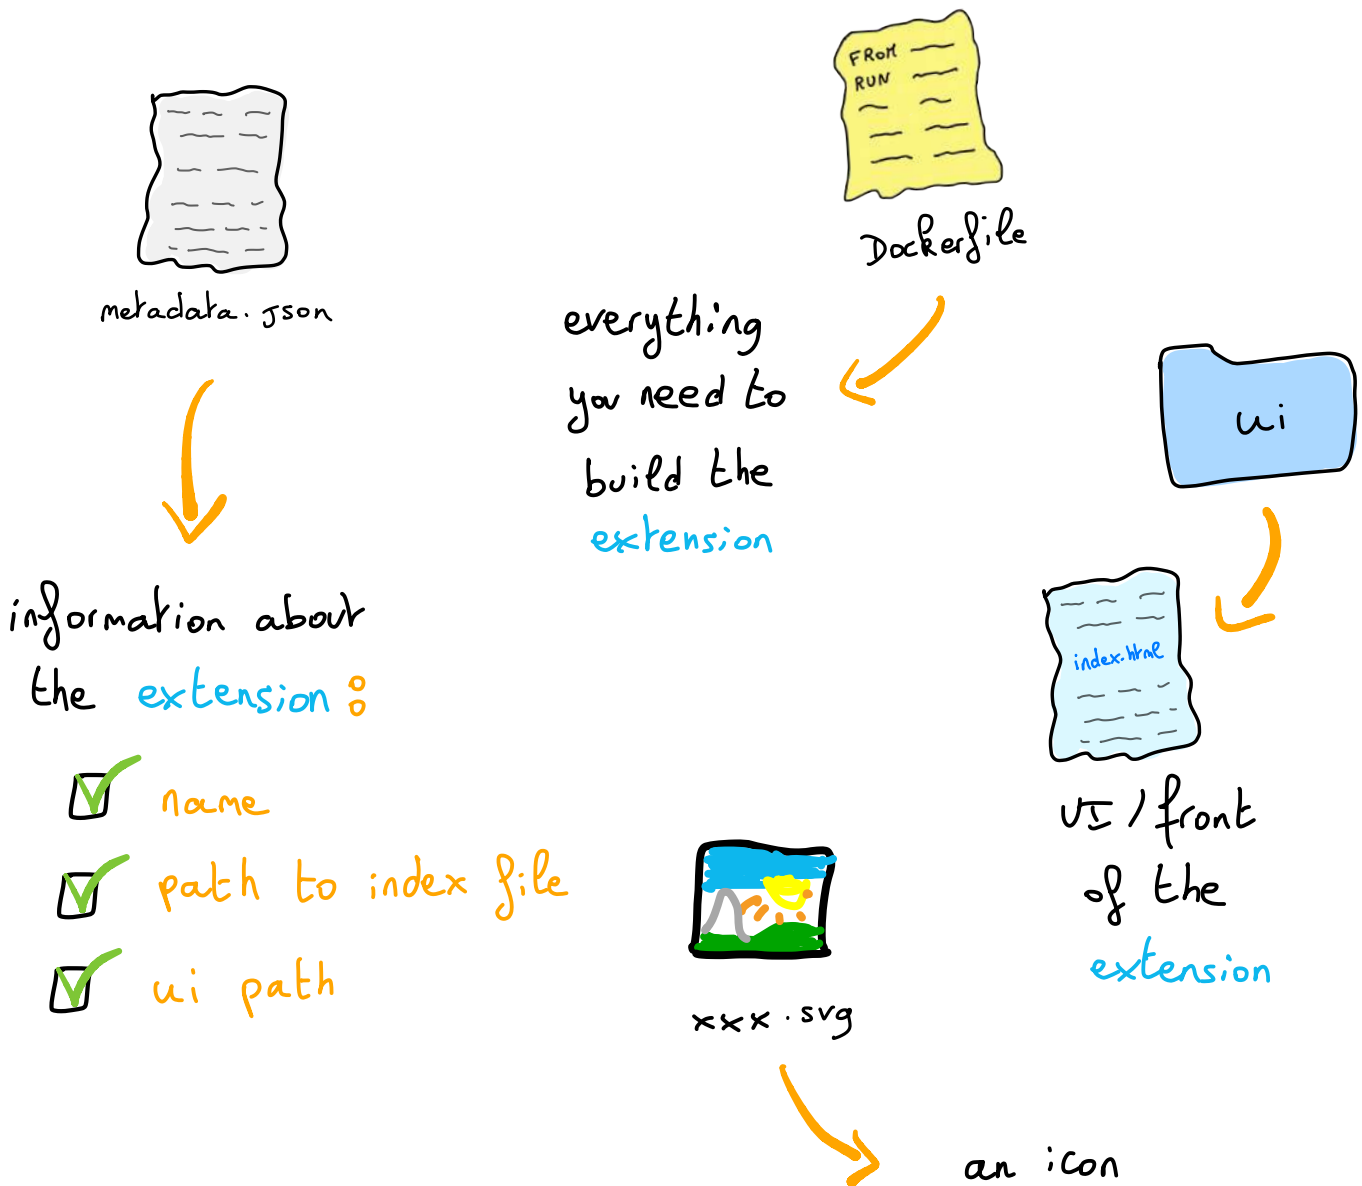 metadata.json
information about
the extension:
name
path to index file
ui path
FROM
RUN
Dockerfile
everything
you need to
build the
extension
ui
index.html
UI/front
of the
extension
xxx.svg
an icon